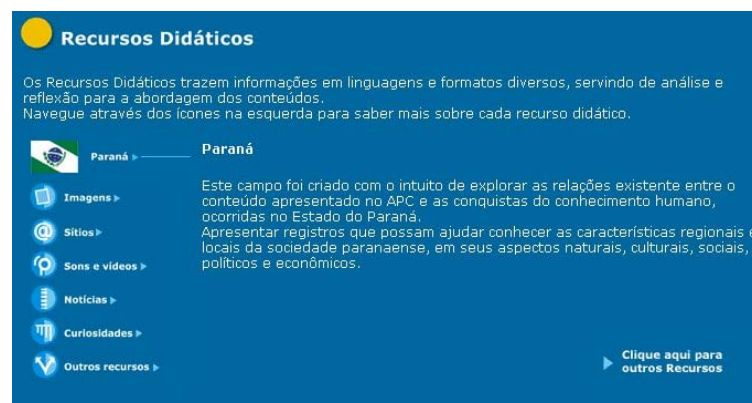 Recursos Didáticos
Os Recursos Didáticos trazem informações em linguagens e formatos diversos, servindo de análise e
reflexão para a abordagem dos conteúdos.
Navegue através dos ícones na esquerda para saber mais sobre cada recurso didático.
Paraná
Imagens
Sítios
Sons e vídeos
Notícias
Curiosidades
Outros recursos
Paraná
Este campo foi criado com o intuito de explorar as relações existente entre o
conteúdo apresentado no APC e as conquistas do conhecimento humano,
ocorridas no Estado do Paraná.
Apresentar registros que possam ajudar conhecer as características regionais e
locais da sociedade paranaense, em seus aspectos naturais, culturais, sociais,
políticos e econômicos.
Clique aqui para
outros Recursos